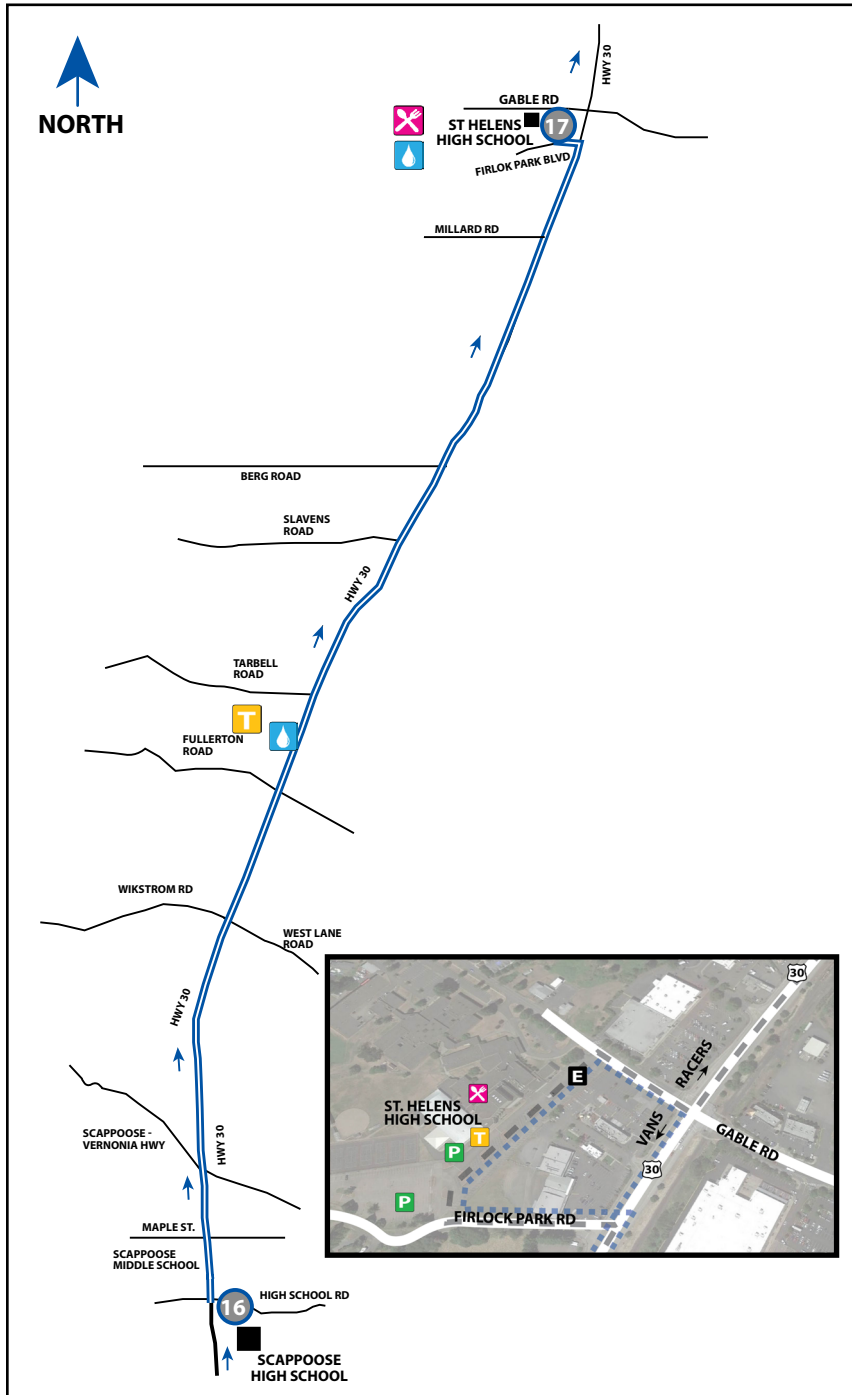 NORTH
HWY 30
GABLE RD
ST HELENS
HIGH SCHOOL
17
FIRLOK PARK BLVD
MILLARD RD
BERG ROAD
SLAVENS
ROAD
HWY 30
TARBELL
ROAD
T
FULLERTON
ROAD
WIKSTROM RD
WEST LANE
ROAD
HWY 30
SCAPPOOSE -
VERNONIA HWY
HWY 30
MAPLE ST.
SCAPPOOSE
MIDDLE SCHOOL
16
HIGH SCHOOL RD
SCAPPOOSE
HIGH SCHOOL
30
RACERS
E
ST. HELENS
HIGH SCHOOL
T
P
VANS
GABLE RD
30
P
FIRLOCK PARK RD